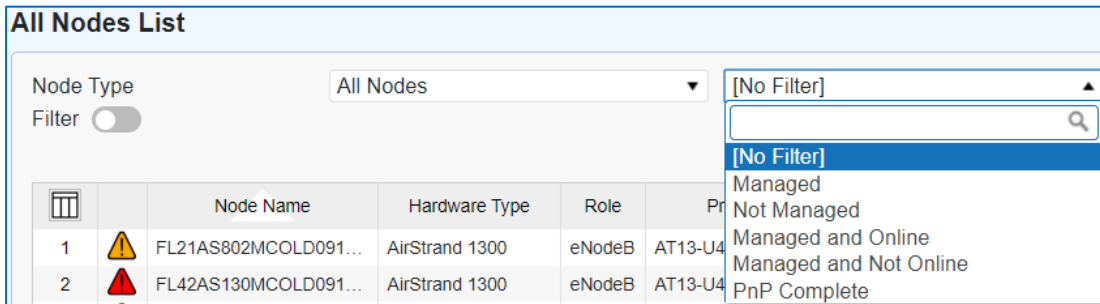 All Nodes List
Node Type All Nodes [No Filter]
Filter
[No Filter]
Managed
Not Managed
Managed and Online
Managed and Not Online
PnP Complete
Node Name Hardware Type Role Pr
1 FL21AS802MCOLD091... AirStrand 1300 eNodeB AT13-U4
2 FL42AS130MCOLD091... AirStrand 1300 eNodeB AT13-U4